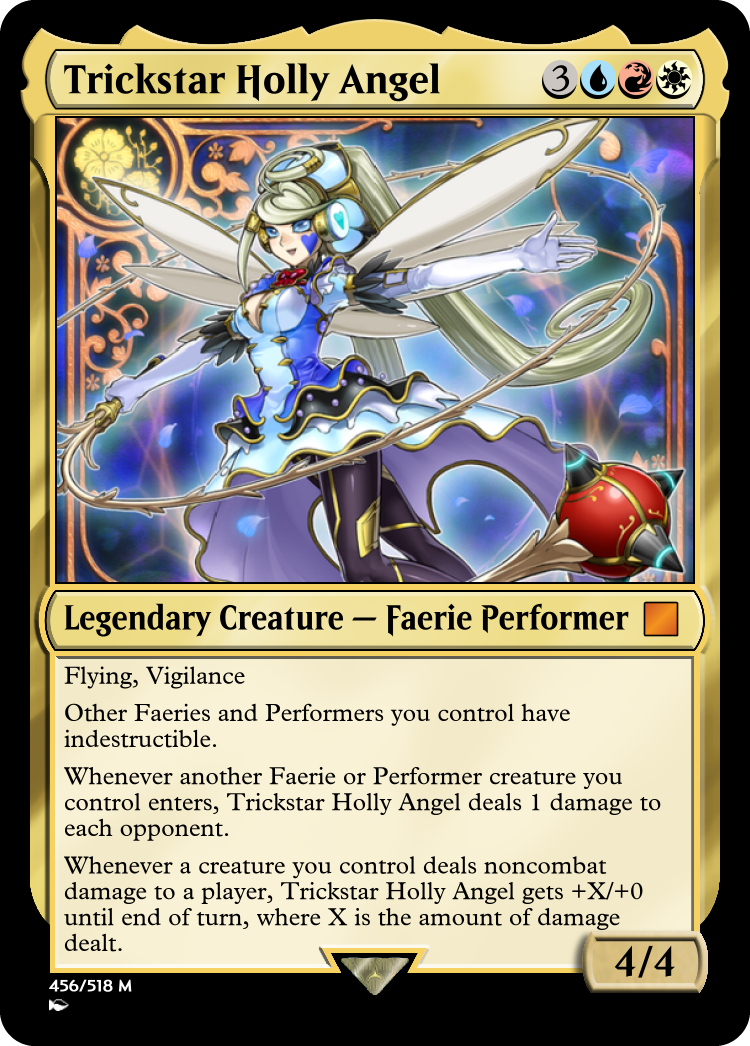 Trickstar Holly Angel 3
Legendary Creature — Faerie Performer
Flying, Vigilance
Other Faeries and Performers you control have
indestructible.
Whenever another Faerie or Performer creature you
control enters, Trickstar Holly Angel deals 1 damage to
each opponent.
Whenever a creature you control deals noncombat
damage to a player, Trickstar Holly Angel gets +X/+0
until end of turn, where X is the amount of damage
dealt.
4/4
456/518 M